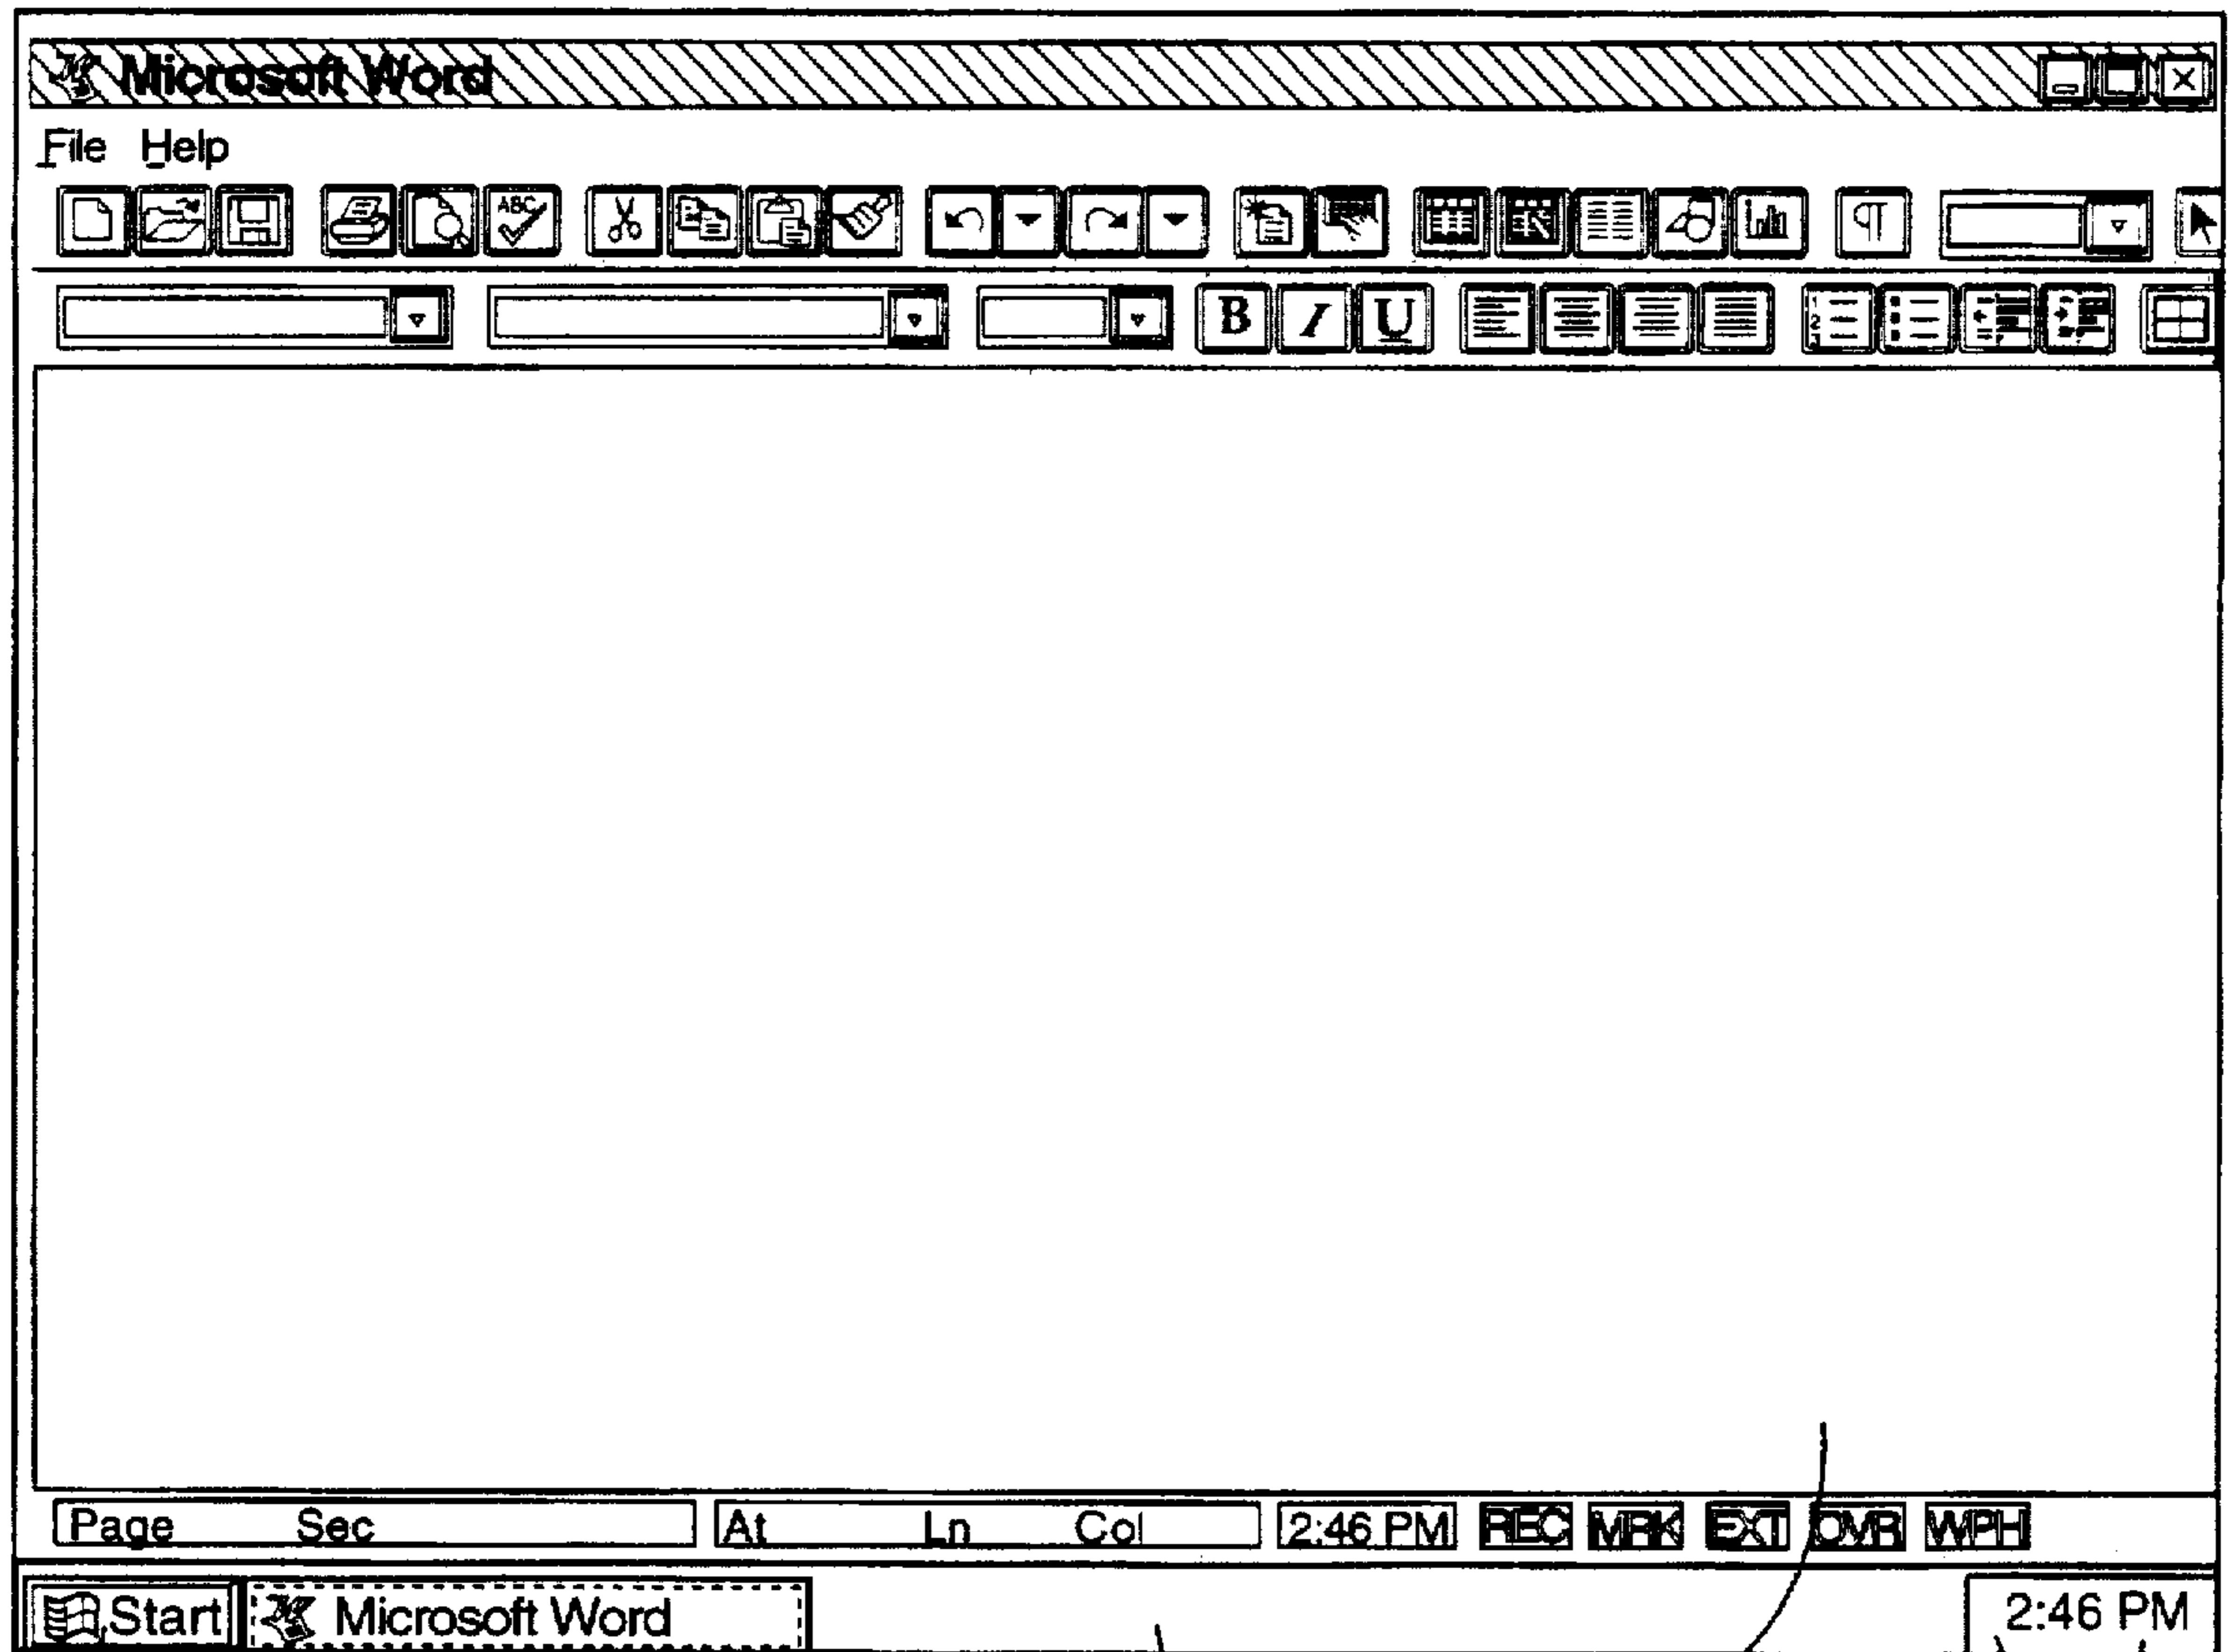 Microsoft Word
File Help
ABC
B I U
Page Sec At Ln Col 2:46 PM REC MRK EXT OVR WPH
Start Microsoft Word 2:46 PM